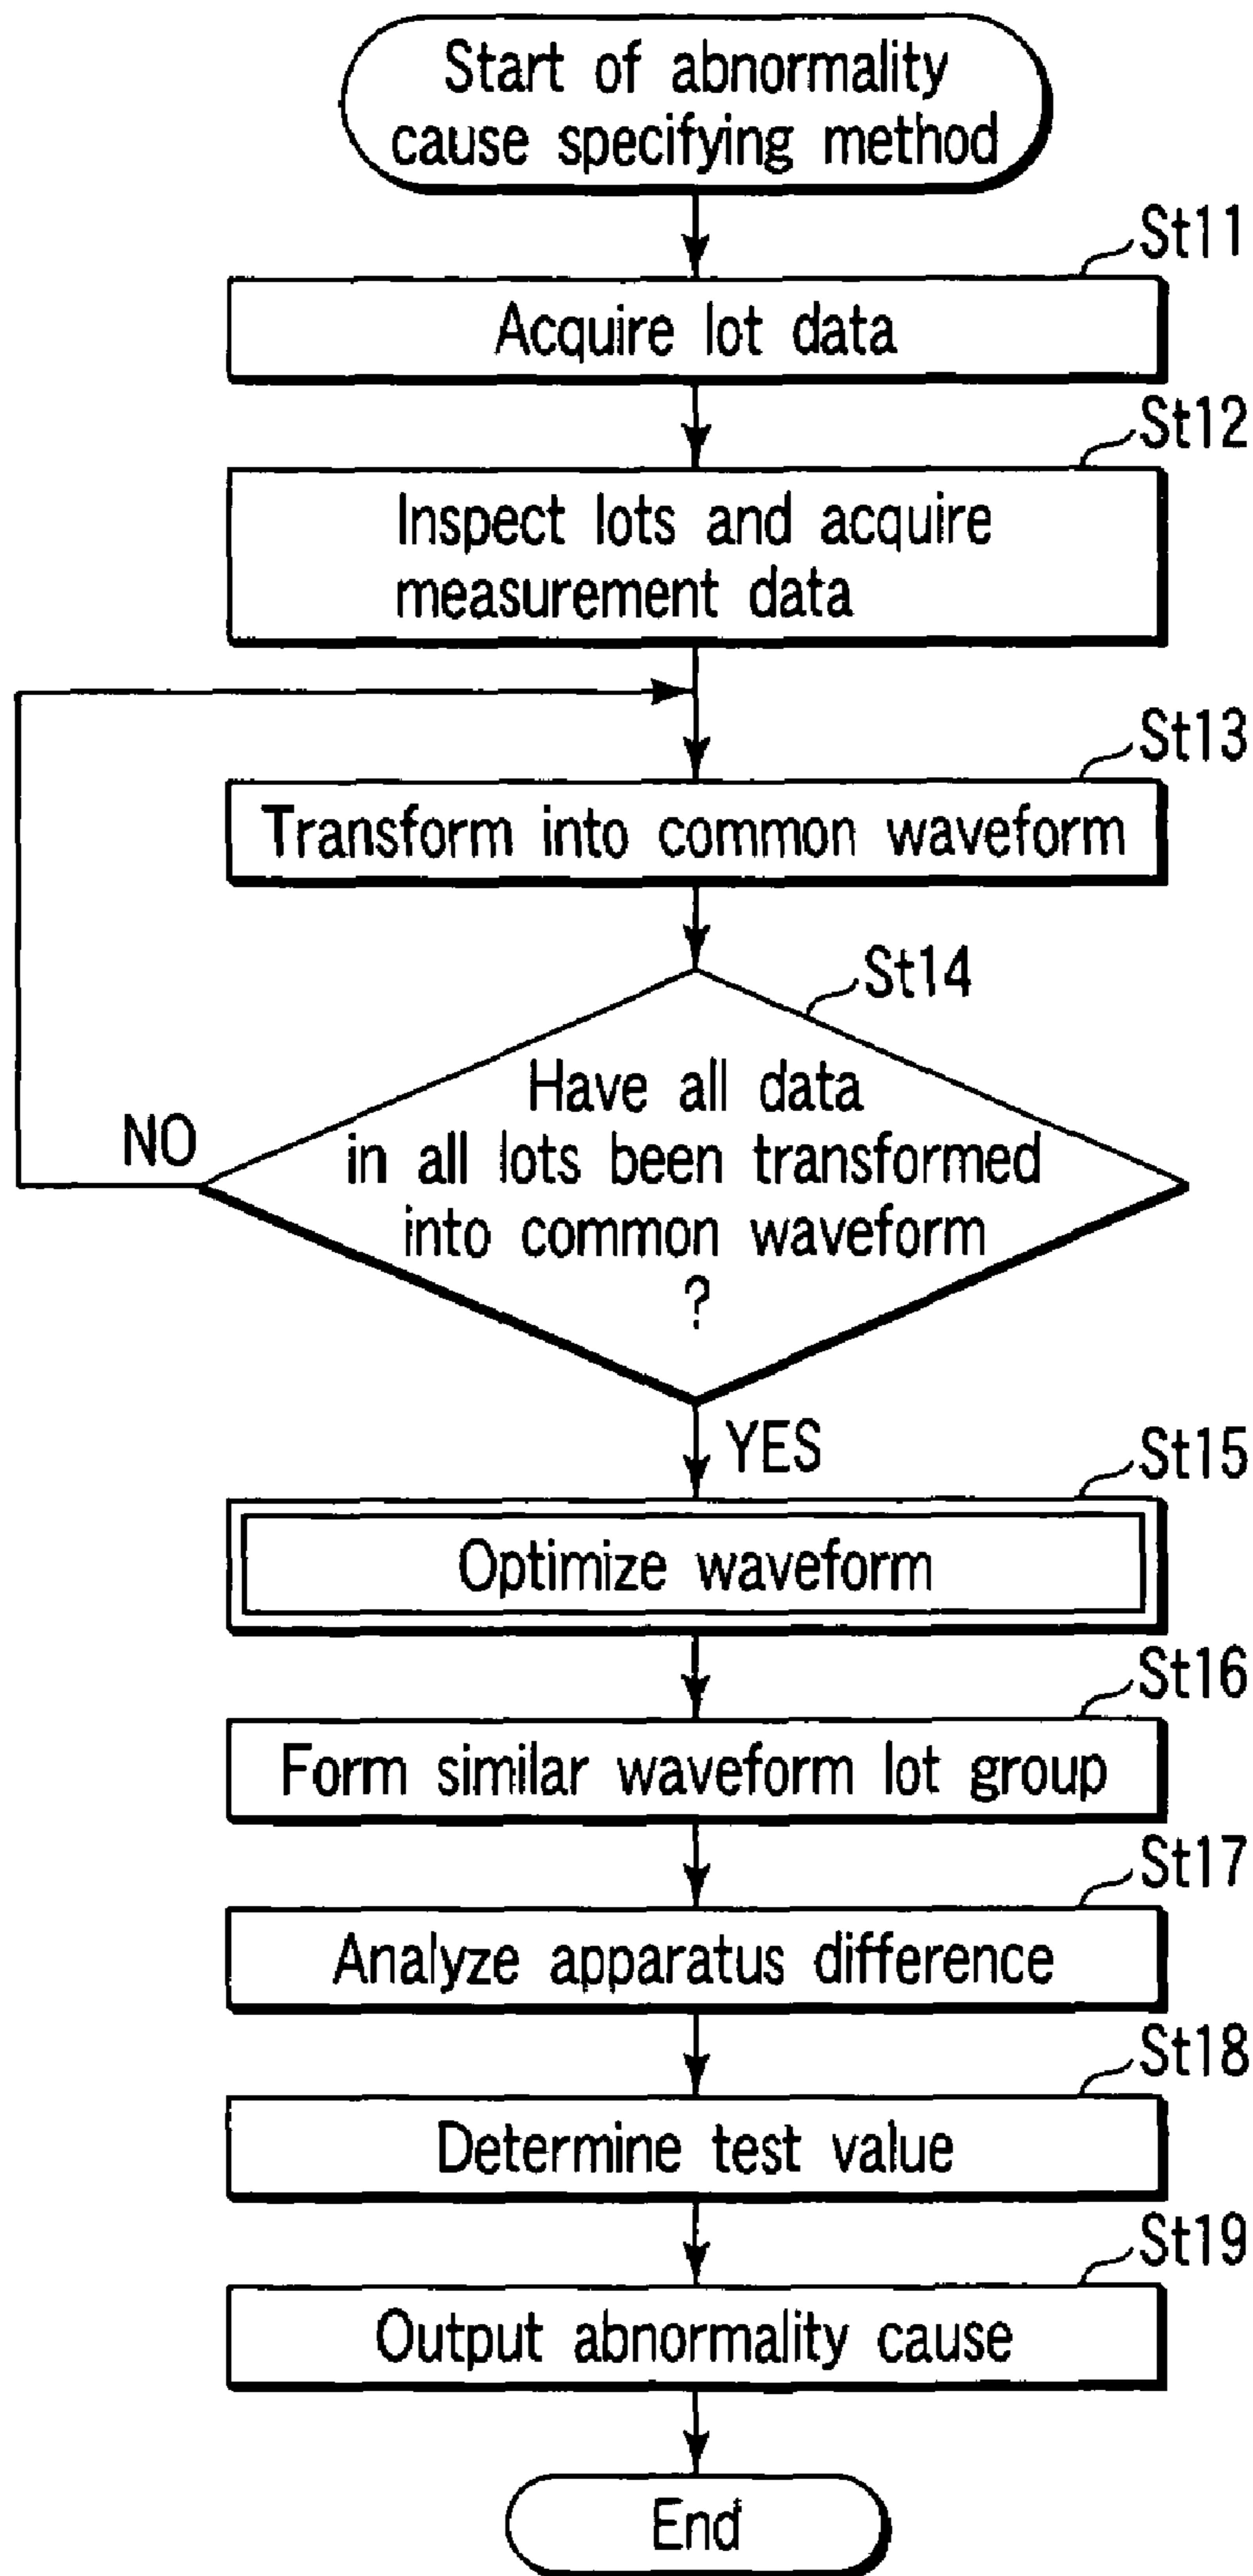 Start of abnormality
cause specifying method
St11
Acquire lot data
St12
Inspect lots and acquire
measurement data
St13
Transform into common waveform
St14
Have all data
in all lots been transformed
into common waveform
?
NO
YES
St15
Optimize waveform
St16
Form similar waveform lot group
St17
Analyze apparatus difference
St18
Determine test value
St19
Output abnormality cause
End